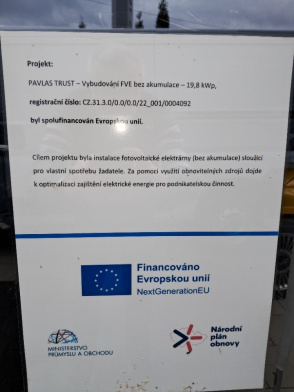 Projekt:
PAVLAS TRUST – Vybudování FVE bez akumulace – 19,8 kWp,
registrační číslo: CZ.31.3.0/0.0/0.0/22_001/0004092
byl spolufinancován Evropskou unií.
Cílem projektu byla instalace fotovoltaické elektrárny (bez akumulace) sloužící
pro vlastní spotřebu žadatele. Za pomoci využití obnovitelných zdrojů dojde
k optimalizaci zajištění elektrické energie pro podnikatelskou činnost.
Financováno
Evropskou unií
NextGenerationEU
MINISTERSTVO
PRŮMYSLU A OBCHODU
Národní
plán
obnovy